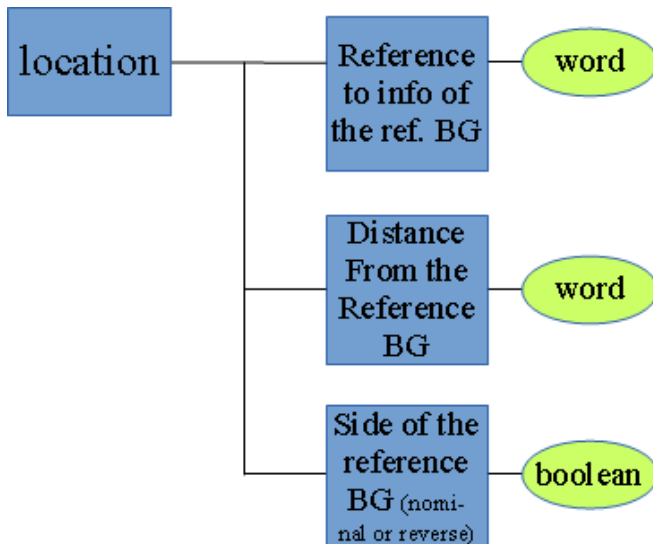 location
Reference
to info of
the ref. BG
word
Distance
From the
Reference
BG
word
Side of the
reference
BG (nomi-
nal or reverse)
boolean